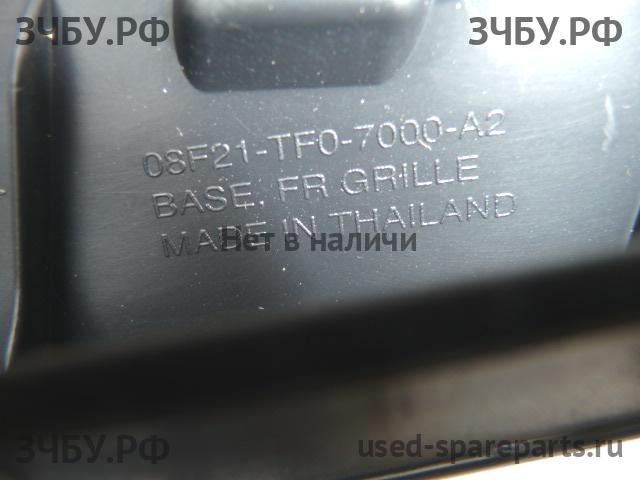 ЗЧБУ.РФ ЗЧБУ.РФ
08F21-TF0-7000-A2
BASE, FR GRILLE
MADE IN THAILAND
Нет в наличи
ЗЧБУ.РФ used-spareparts.ru